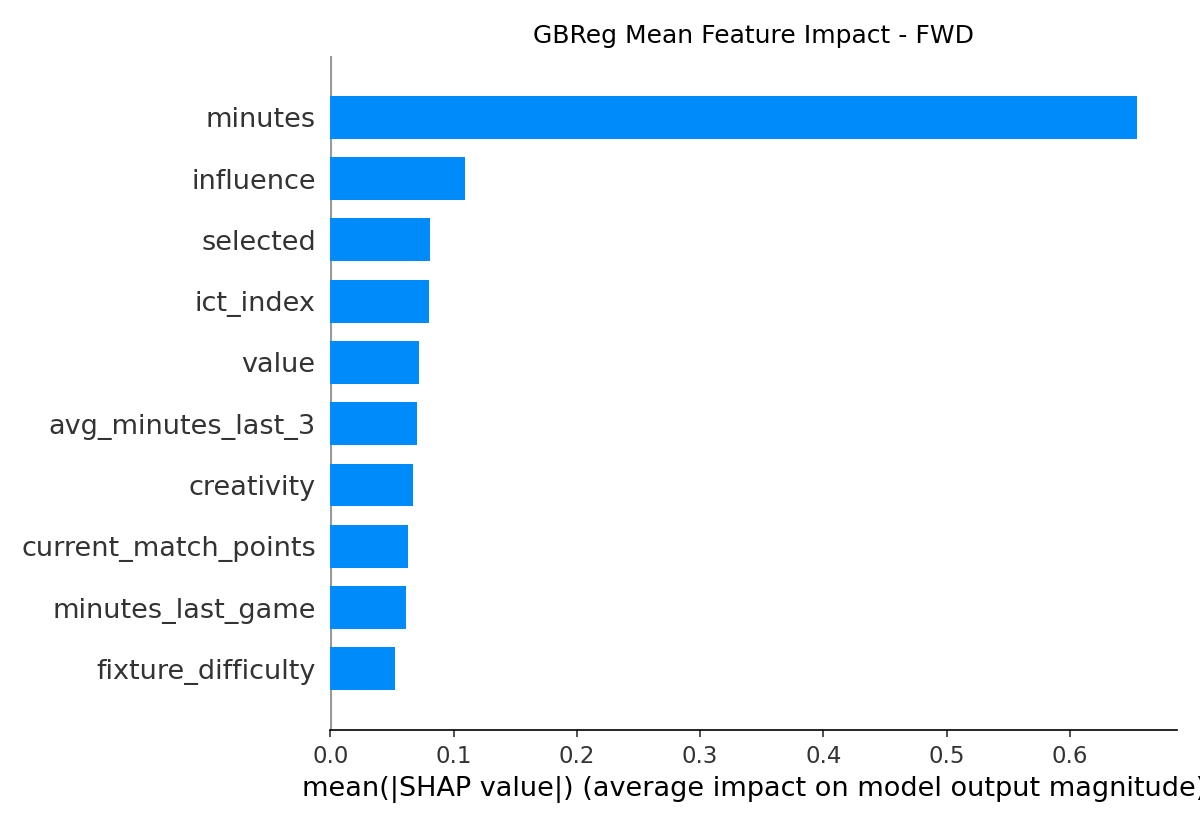 GBReg Mean Feature Impact - FWD
minutes
influence
selected
ict_index
value
avg_minutes_last_3
creativity
current_match_points
minutes_last_game
fixture_difficulty
0.0 0.1 0.2 0.3 0.4 0.5 0.6
mean(|SHAP value|) (average impact on model output magnitude)